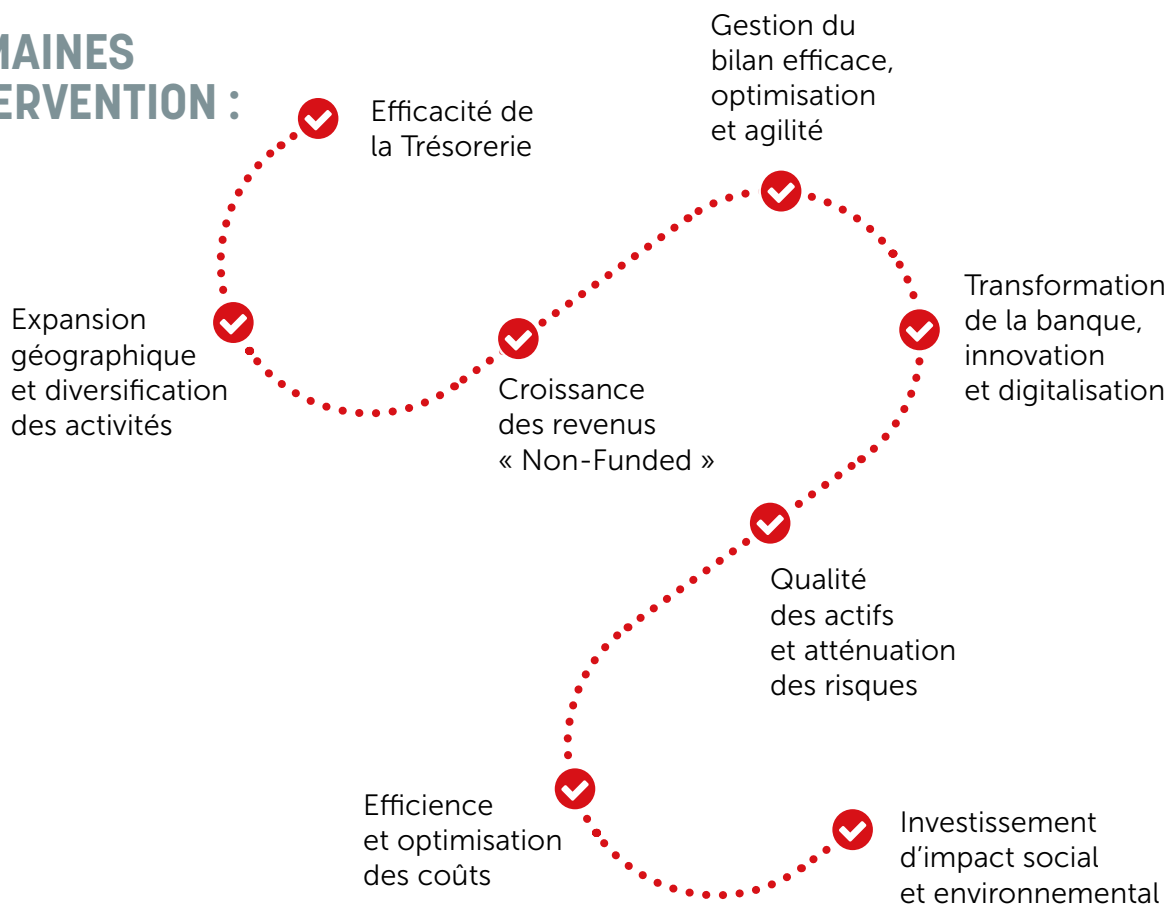 MAINES
ERVENTION :
Efficacité de
la Trésorerie
Gestion du
bilan efficace,
optimisation
et agilité
Expansion
géographique
et diversification
des activités
Croissance
des revenus
« Non-Funded »
Transformation
de la banque,
innovation
et digitalisation
Qualité
des actifs
et atténuation
des risques
Efficience
et optimisation
des coûts
Investissement
d’impact social
et environnemental